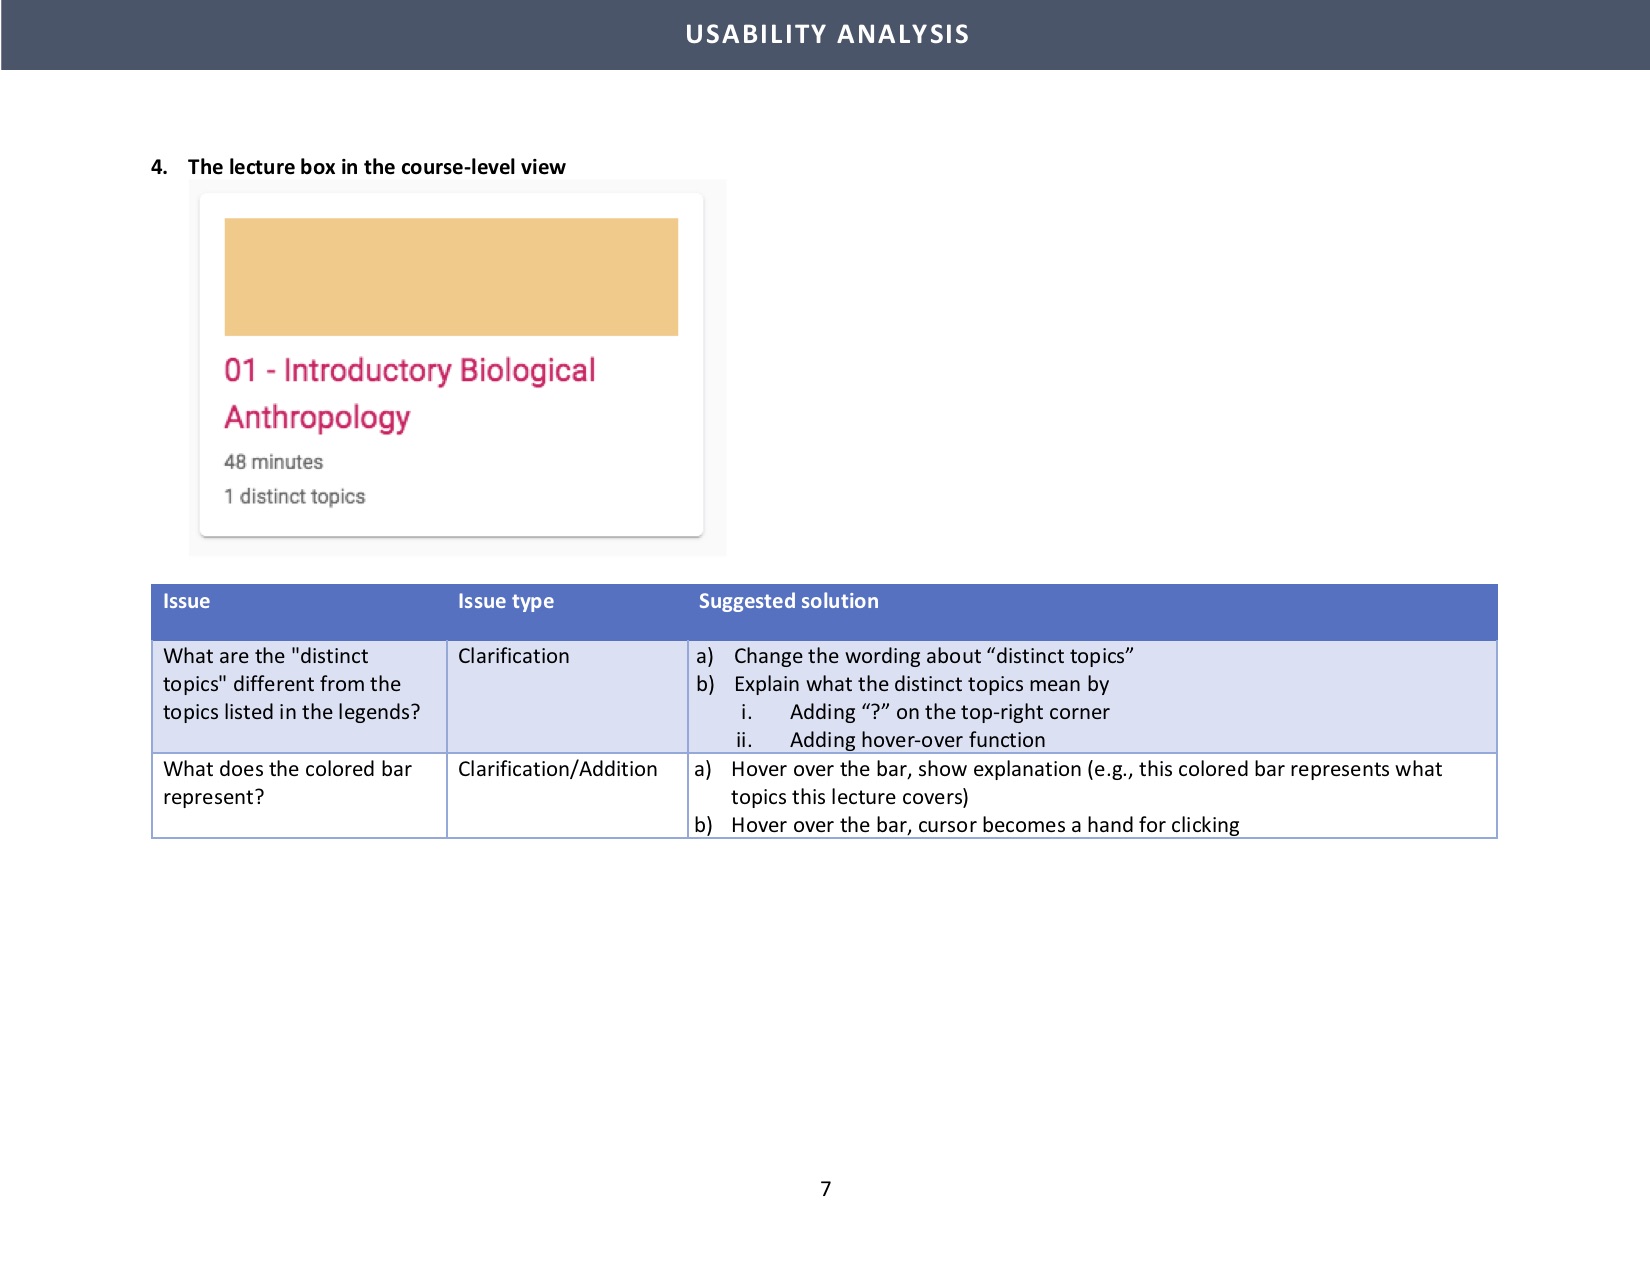 USABILITY ANALYSIS
4. The lecture box in the course-level view
01 - Introductory Biological
Anthropology
48 minutes
1 distinct topics
Issue Issue type Suggested solution
What are the "distinct
topics" different from the
topics listed in the legends?
Clarification
a) Change the wording about “distinct topics”
b) Explain what the distinct topics mean by
i. Adding “?” on the top-right corner
ii. Adding hover-over function
What does the colored bar
represent?
Clarification/Addition
a) Hover over the bar, show explanation (e.g., this colored bar represents what
topics this lecture covers)
b) Hover over the bar, cursor becomes a hand for clicking
7